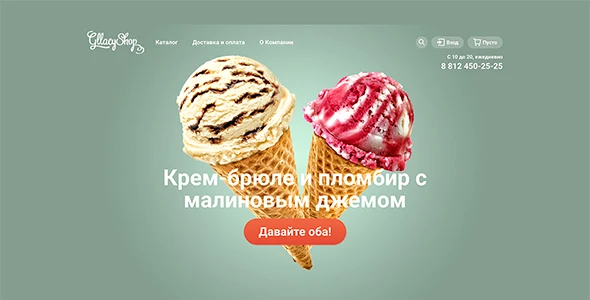 GllacyShop
Каталог
Доставка и оплата
О Компании
Вход
Пусто
С 10 до 20, ежедневно
8 812 450-25-25
Крем-брюле и пломбир с
малиновым джемом
Давайте оба!